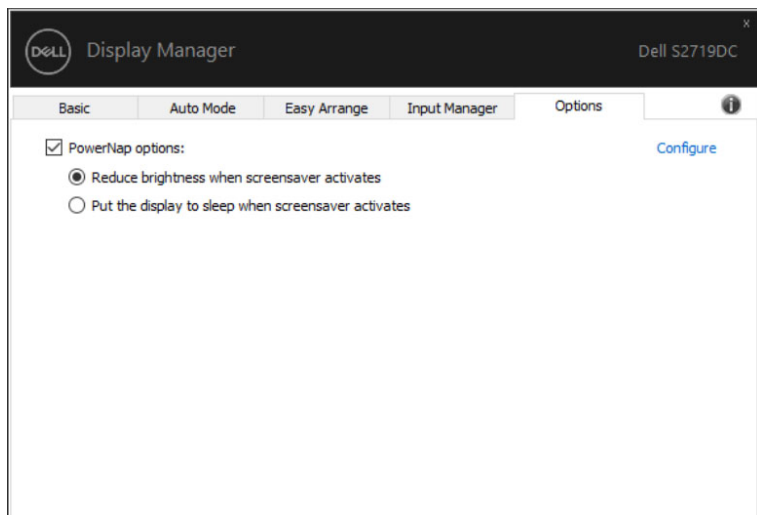 x
DELL Display Manager Dell S2719DC
Basic Auto Mode Easy Arrange Input Manager Options i
PowerNap options: Configure
Reduce brightness when screensaver activates
Put the display to sleep when screensaver activates